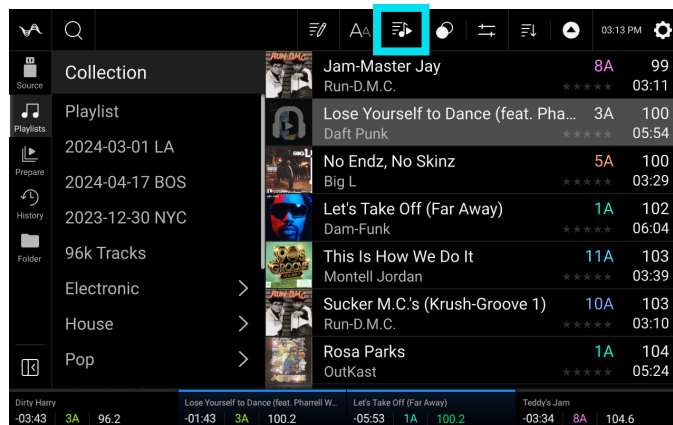 AA
03:13 PM
Source
Playlists
Prepare
History
Folder
Collection
Playlist
2024-03-01 LA
2024-04-17 BOS
2023-12-30 NYC
96k Tracks
Electronic
House
Pop
RUN-DMC
Jam-Master Jay 8A 99
Run-D.M.C. 03:11
Lose Yourself to Dance (feat. Pha... 3A 100
Daft Punk 05:54
No Endz, No Skinz 5A 100
Big L 03:29
Let's Take Off (Far Away) 1A 102
Dam-Funk 06:04
GROOVE
This Is How We Do It 11A 103
Montell Jordan 03:39
RUN-DMC
Sucker M.C.'s (Krush-Groove 1) 10A 103
Run-D.M.C. 03:10
Rosa Parks 1A 104
OutKast 05:24
Dirty Harry
-03:43 3A 96.2
Lose Yourself to Dance (feat. Pharrell W...
-01:43 3A 100.2
Let's Take Off (Far Away)
-05:53 1A 100.2
Teddy's Jam
-03:34 8A 104.6